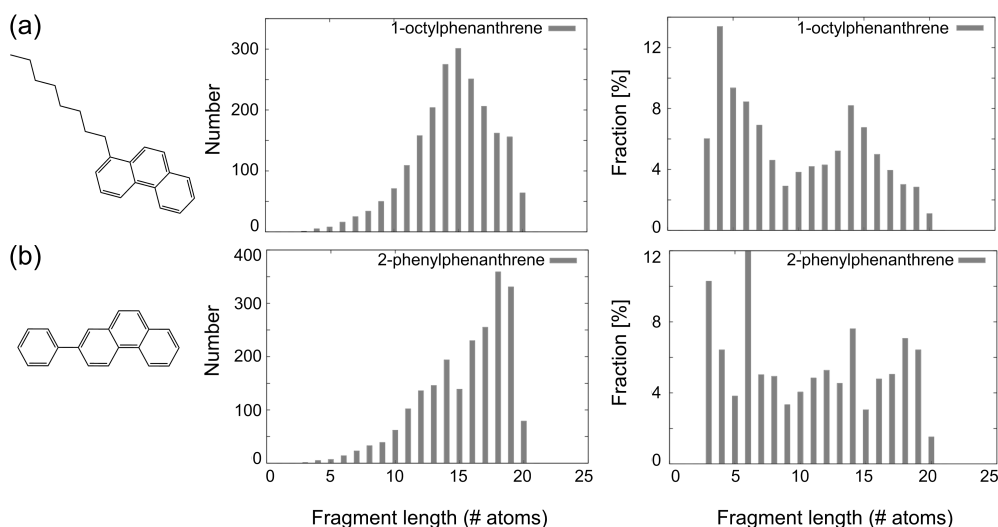 (a)
1-octylphenanthrene
Number
300
200
100
0
1-octylphenanthrene
Fraction [%]
12
8
4
0
(b)
2-phenylphenanthrene
Number
400
300
200
100
0
0 5 10 15 20 25
Fragment length (# atoms)
2-phenylphenanthrene
Fraction [%]
12
8
4
0
0 5 10 15 20 25
Fragment length (# atoms)